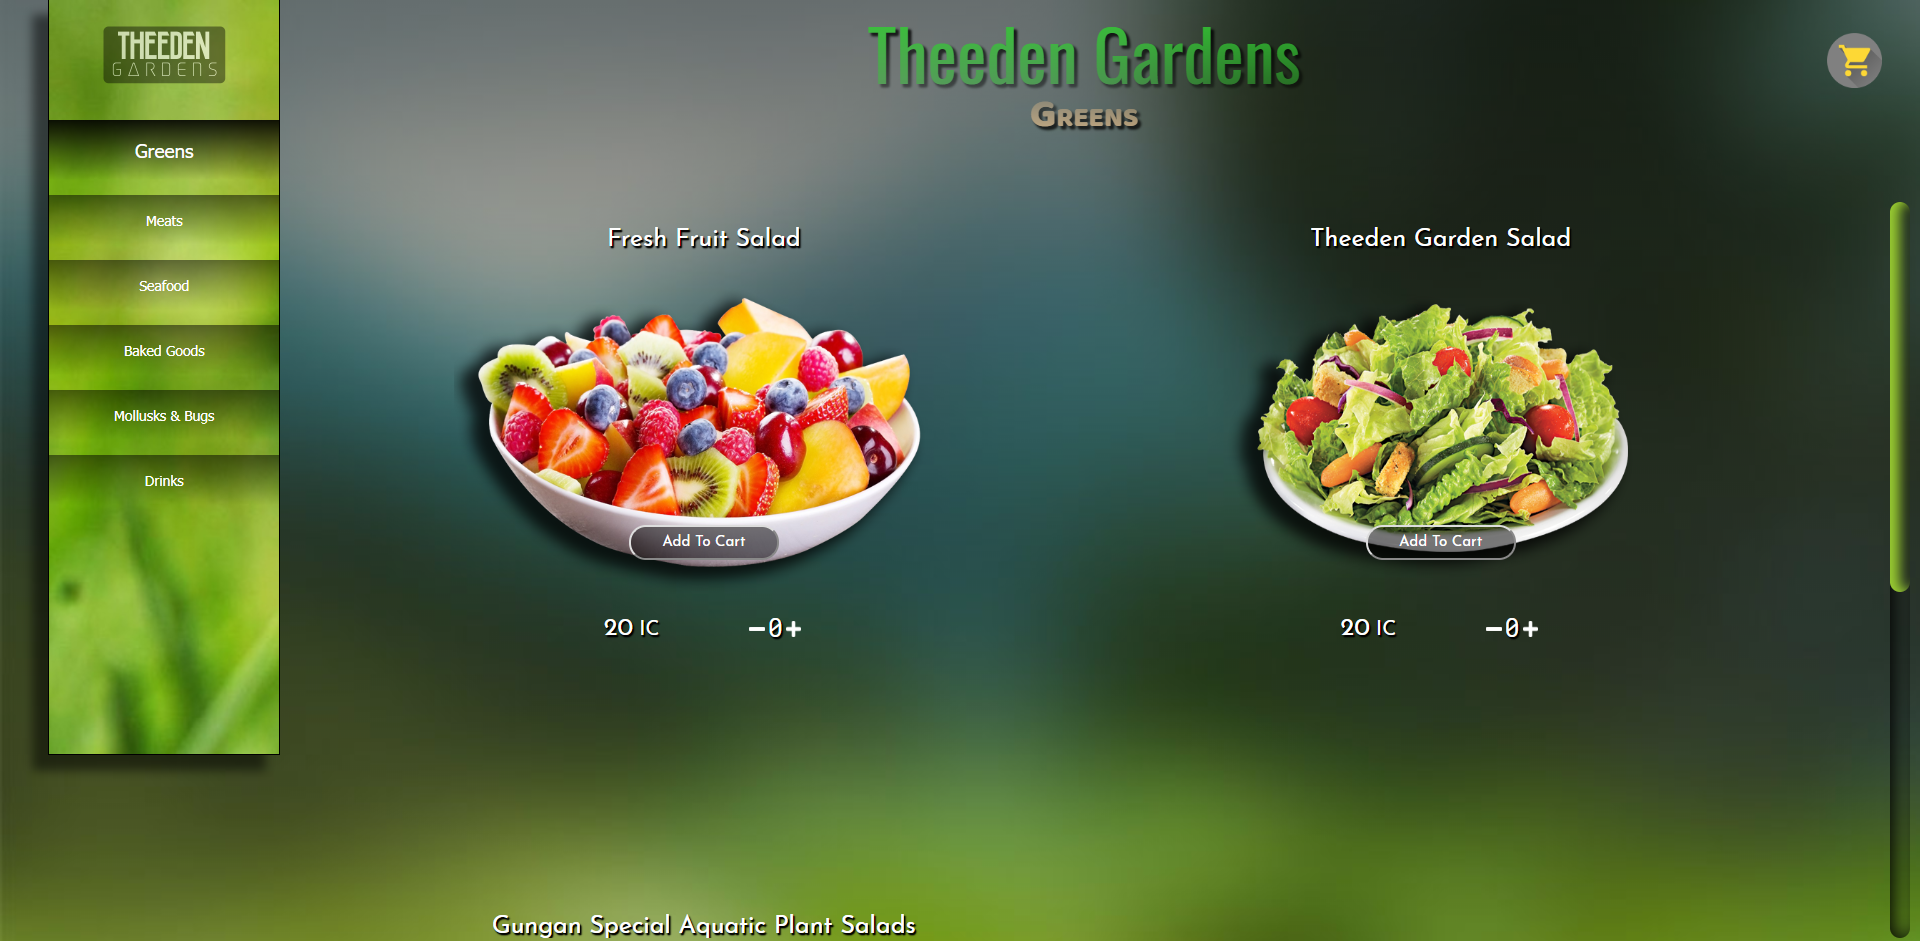 THEEDEN
GARDENS
Greens
Meats
Seafood
Baked Goods
Mollusks & Bugs
Drinks
Theeden Gardens
Greens
Fresh Fruit Salad
Add To Cart
20 IC
−0+
Theeden Garden Salad
Add To Cart
20 IC
−0+
Gungan Special Aquatic Plant Salads